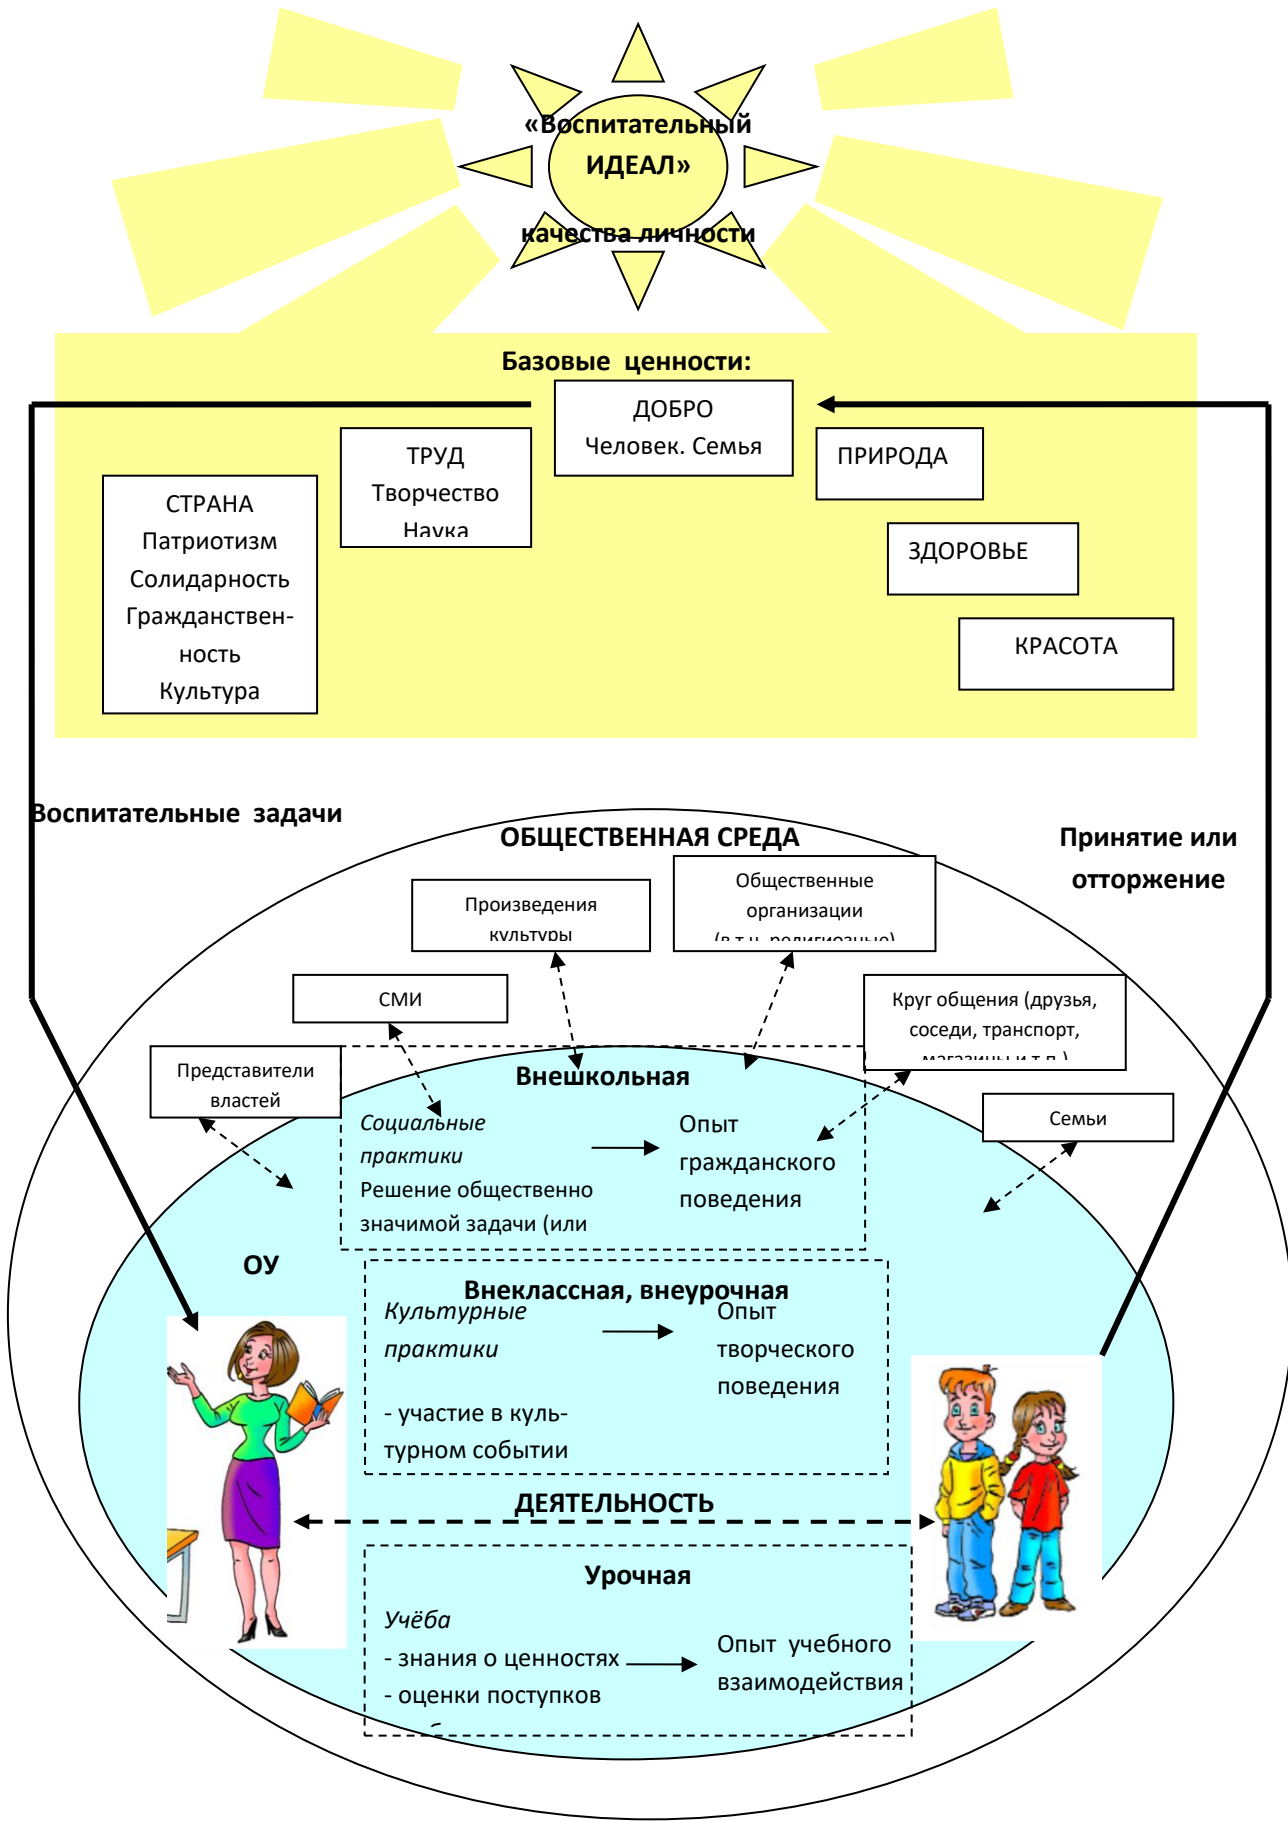 «Воспитательный
ИДЕАЛ»
качества личности
Базовые ценности:
ДОБРО
Человек. Семья
ТРУД
Творчество
Наука
ПРИРОДА
СТРАНА
Патриотизм
Солидарность
Гражданствен-
ность
Культура
ЗДОРОВЬЕ
КРАСОТА
Воспитательные задачи
Принятие или
отторжение
ОБЩЕСТВЕННАЯ СРЕДА
Общественные
организации
(в т.ч. религиозные)
Произведения
культуры
СМИ
Круг общения (друзья,
соседи, транспорт,
магазины и т.п.)
Представители
властей
Семьи
Внешкольная
Социальные
практики
Решение общественно
значимой задачи (или
Опыт
гражданского
поведения
ОУ
Внеклассная, внеурочная
Культурные
практики
- участие в куль-
турном событии
Опыт
творческого
поведения
ДЕЯТЕЛЬНОСТЬ
Урочная
Учёба
- знания о ценностях
- оценки поступков
Опыт учебного
взаимодействия